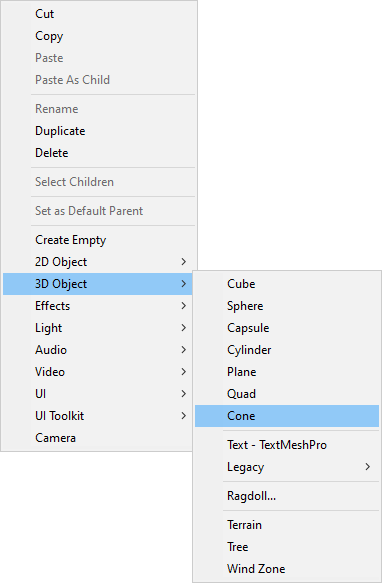 Cut
Copy
Paste
Paste As Child
Rename
Duplicate
Delete
Select Children
Set as Default Parent
Create Empty
2D Object
3D Object
Effects
Light
Audio
Video
UI
UI Toolkit
Camera
Cube
Sphere
Capsule
Cylinder
Plane
Quad
Cone
Text - TextMeshPro
Legacy
Ragdoll...
Terrain
Tree
Wind Zone